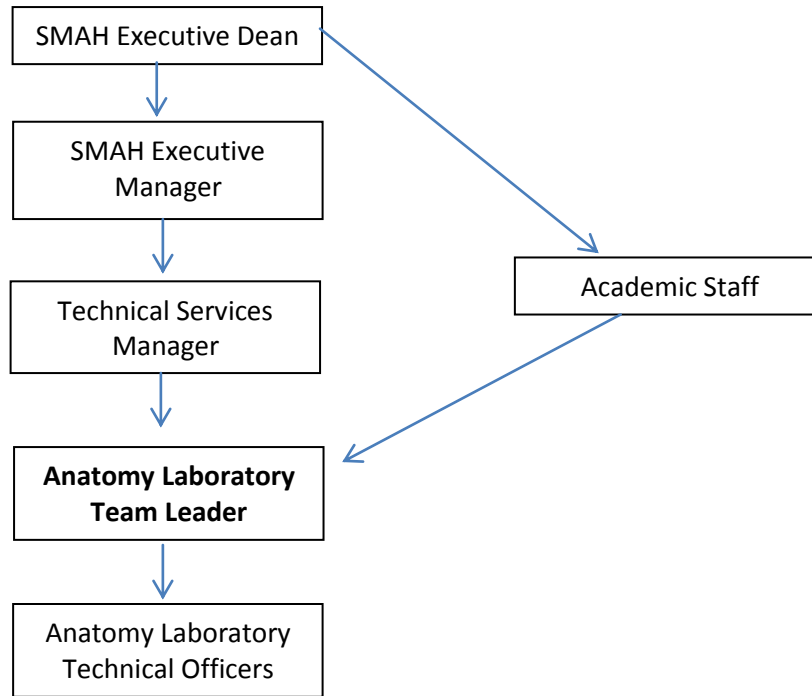 SMAH Executive Dean
SMAH Executive
Manager
Technical Services
Manager
Academic Staff
Anatomy Laboratory
Team Leader
Anatomy Laboratory
Technical Officers